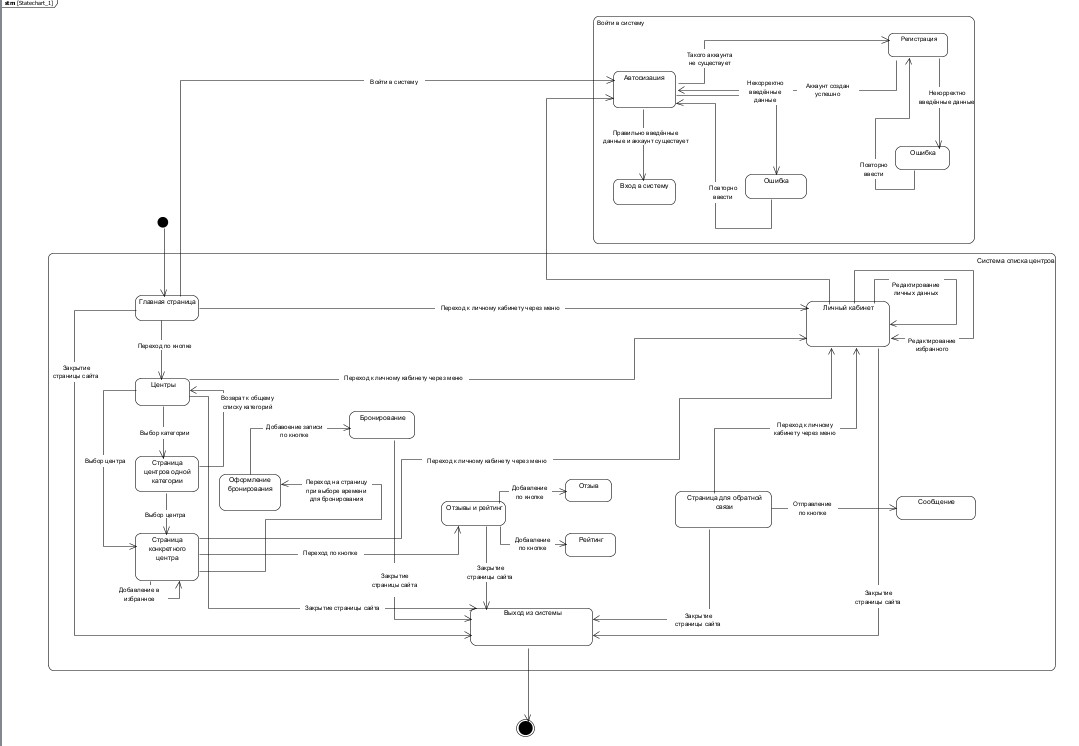 stm [Statechart_1]
Войти в систему
Регистрация
Такого аккаунта
не существует
Авторизация
Войти в систему
Некорректно
введённые
данные
Аккаунт создан
успешно
Некорректно
введённые данные
Правильно введённые
данные и аккаунт существует
Ошибка
Повторно
ввести
Вход в систему
Ошибка
Повторно
ввести
Система списка центров
Редактирование
личных данных
Главная страница
Переход к личному кабинету через меню
Личный кабинет
Переход по кнопке
Редактирование
избранного
Закрытие
страницы сайта
Переход к личному кабинету через меню
Центры
Возврат к общему
списку категорий
Бронирование
Выбор категории
Добавоение записи
по кнопке
Переход к личному
кабинету через меню
Выбор центра
Переход к личному кабинету через меню
Страница
центров одной
категории
Оформление
бронирования
Переход на страницу
при выборе времени
для бронирования
Добавление
по кнопке
Отзыв
Страница для обратной
связи
Отправление
по кнопке
Сообщение
Выбор центра
Отзывы и рейтинг
Страница
конкретного
центра
Переход по кнопке
Добавление
по кнопке
Рейтинг
Закрытие
страницы сайта
Закрытие
страницы сайта
Добавление в
избранное
Закрытие
страницы сайта
Закрытие страницы сайта
Выход из системы
Закрытие
страницы сайта